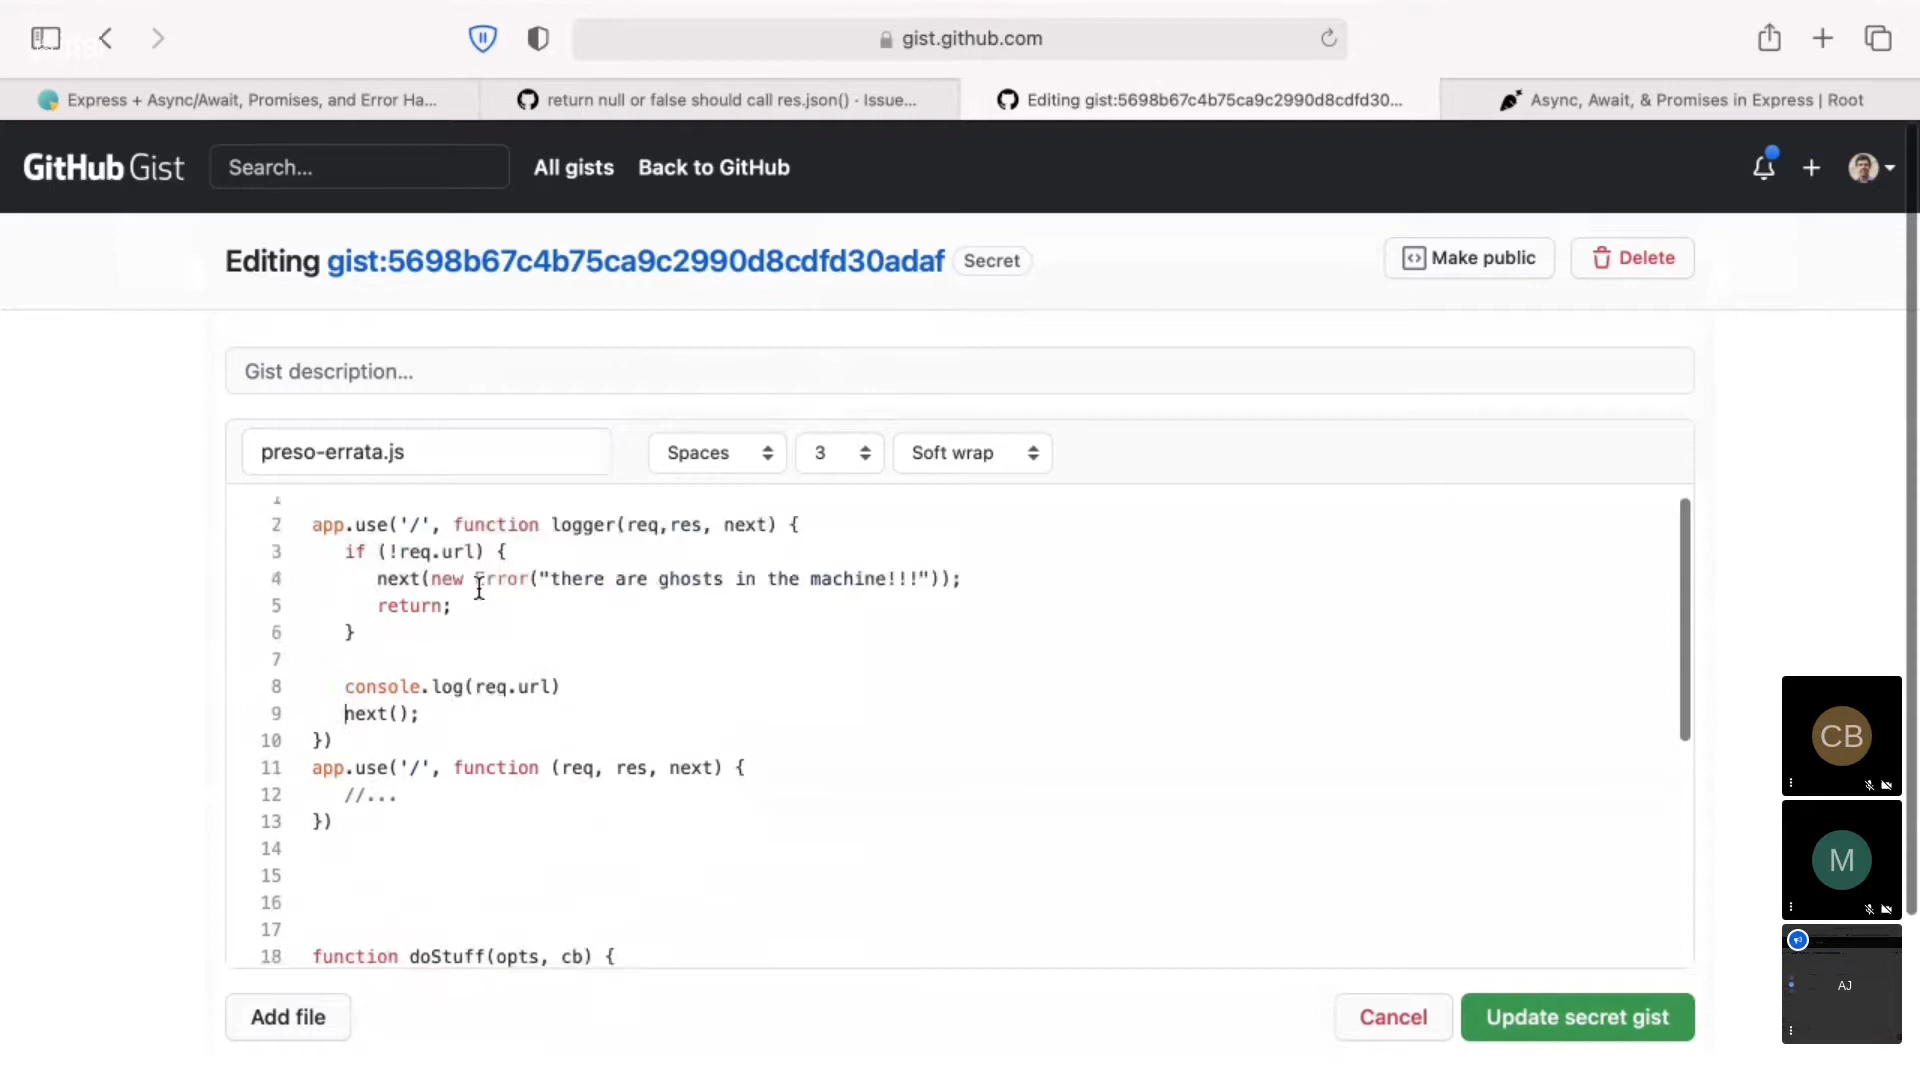 gist.github.com
Express + Async/Await, Promises, and Error Ha...
return null or false should call res.json() · Issue...
Editing gist:5698b67c4b75ca9c2990d8cdfd30...
Async, Await, & Promises in Express | Root
GitHub Gist
Search...
All gists
Back to GitHub
Editing gist:5698b67c4b75ca9c2990d8cdfd30adaf
Secret
Make public
Delete
Gist description...
preso-errata.js
Spaces
3
Soft wrap
1
2 app.use('/', function logger(req,res, next) {
3 if (!req.url) {
4 next(new Error("there are ghosts in the machine!!!"));
5 return;
6 }
7
8 console.log(req.url)
9 next();
10 })
11 app.use('/', function (req, res, next) {
12 //...
13 })
14
15
16
17
18 function doStuff(opts, cb) {
Add file
Cancel
Update secret gist
CB
M
AJ